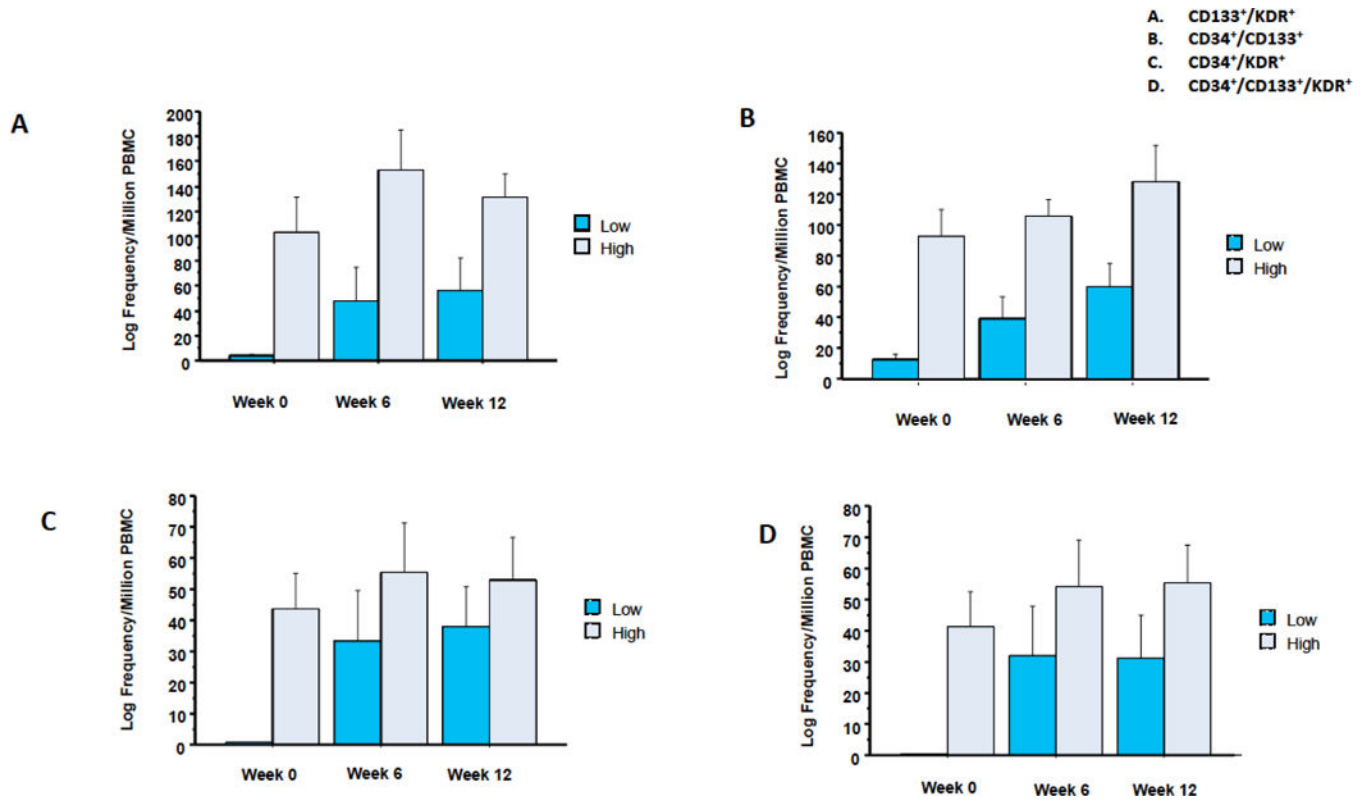 A. CD133⁺/KDR⁺
B. CD34⁺/CD133⁺
C. CD34⁺/KDR⁺
D. CD34⁺/CD133⁺/KDR⁺
A
Log Frequency/Million PBMC
200
180
160
140
120
100
80
60
40
20
0
Week 0 Week 6 Week 12
Low
High
B
Log Frequency/Million PBMC
160
140
120
100
80
60
40
20
0
Week 0 Week 6 Week 12
Low
High
C
Log Frequency/Million PBMC
80
70
60
50
40
30
20
10
0
Week 0 Week 6 Week 12
Low
High
D
Log Frequency/Million PBMC
80
70
60
50
40
30
20
10
0
Week 0 Week 6 Week 12
Low
High